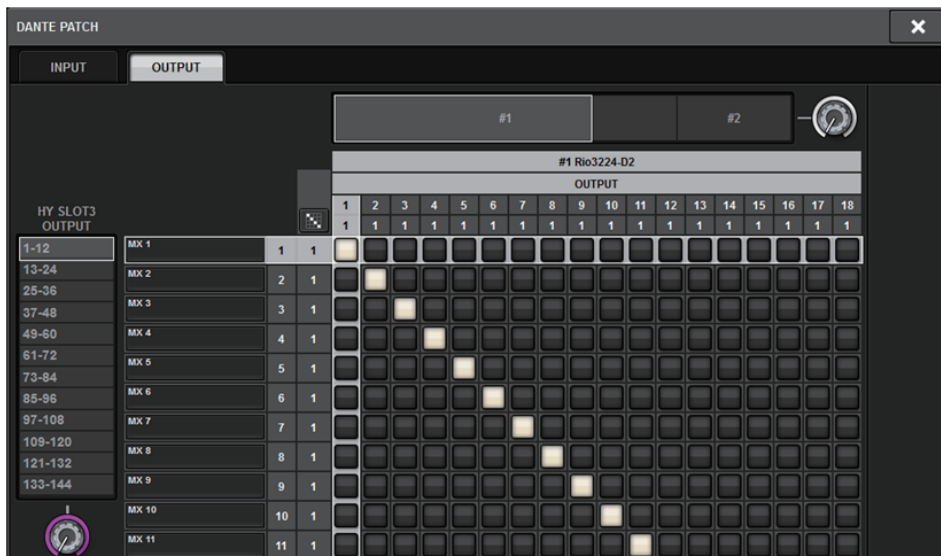 DANTE PATCH
INPUT OUTPUT
#1 #2
#1 Rio3224-D2
OUTPUT
1 2 3 4 5 6 7 8 9 10 11 12 13 14 15 16 17 18
1 1 1 1 1 1 1 1 1 1 1 1 1 1 1 1 1 1
HY SLOT3
OUTPUT
1-12
13-24
25-36
37-48
49-60
61-72
73-84
85-96
97-108
109-120
121-132
133-144
MX 1 1 1
MX 2 2 1
MX 3 3 1
MX 4 4 1
MX 5 5 1
MX 6 6 1
MX 7 7 1
MX 8 8 1
MX 9 9 1
MX 10 10 1
MX 11 11 1